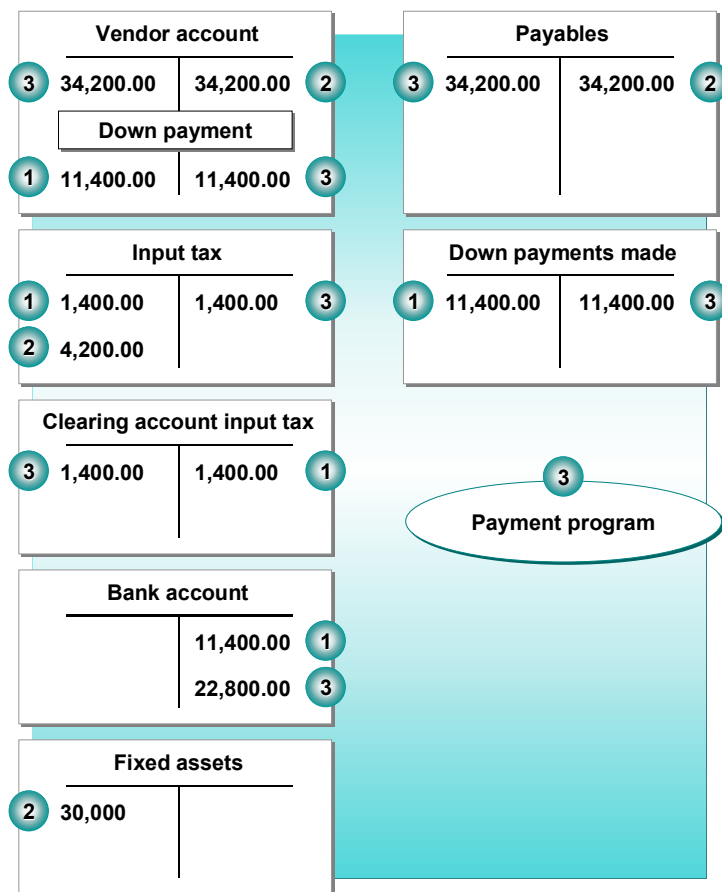 Vendor account
3 34,200.00 34,200.00 2
Down payment
1 11,400.00 11,400.00 3
Payables
3 34,200.00 34,200.00 2
Input tax
1 1,400.00 1,400.00 3
2 4,200.00
Down payments made
1 11,400.00 11,400.00 3
Clearing account input tax
3 1,400.00 1,400.00 1
3
Payment program
Bank account
11,400.00 1
22,800.00 3
Fixed assets
2 30,000